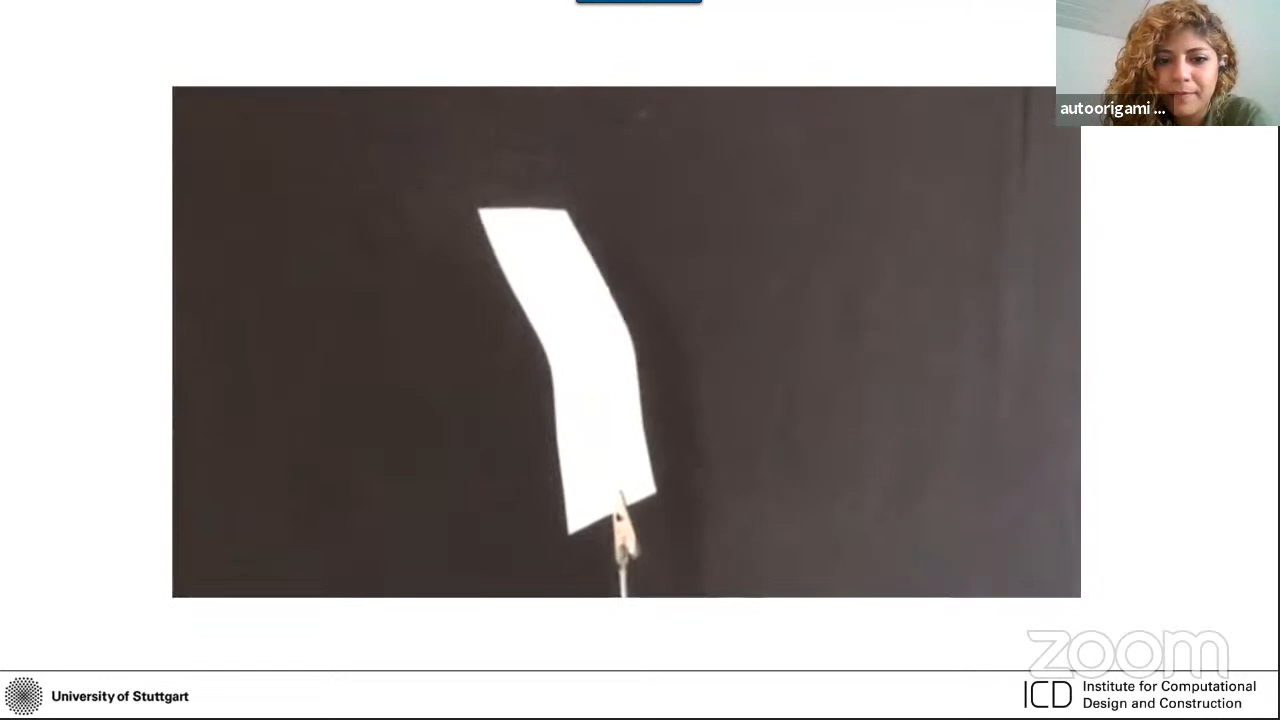 autoorigami ...
zoom
University of Stuttgart
ICD
Institute for Computational
Design and Construction